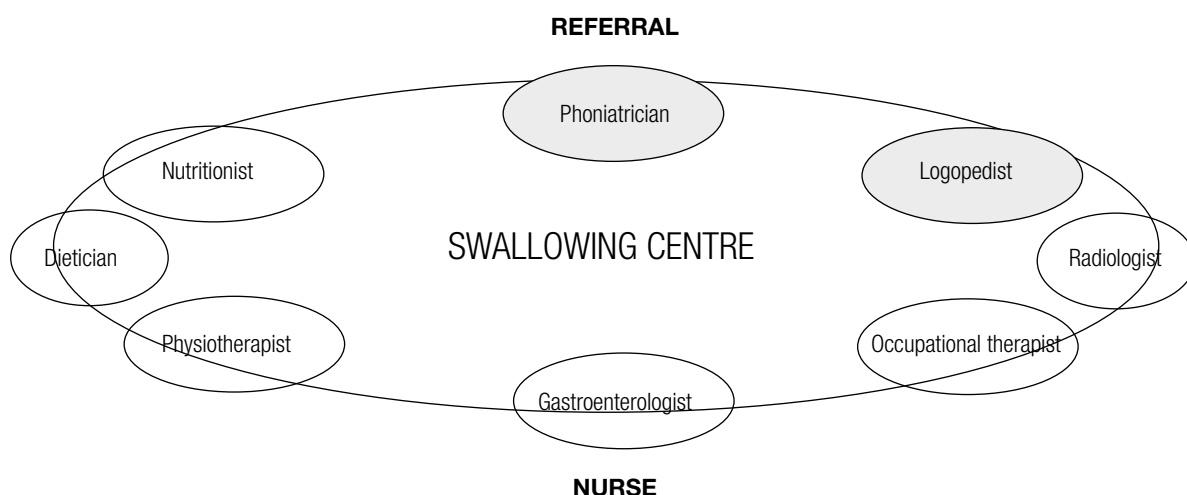 REFERRAL
Phoniatrician
Nutritionist
Logopedist
SWALLOWING CENTRE
Dietician
Radiologist
Physiotherapist
Occupational therapist
Gastroenterologist
NURSE